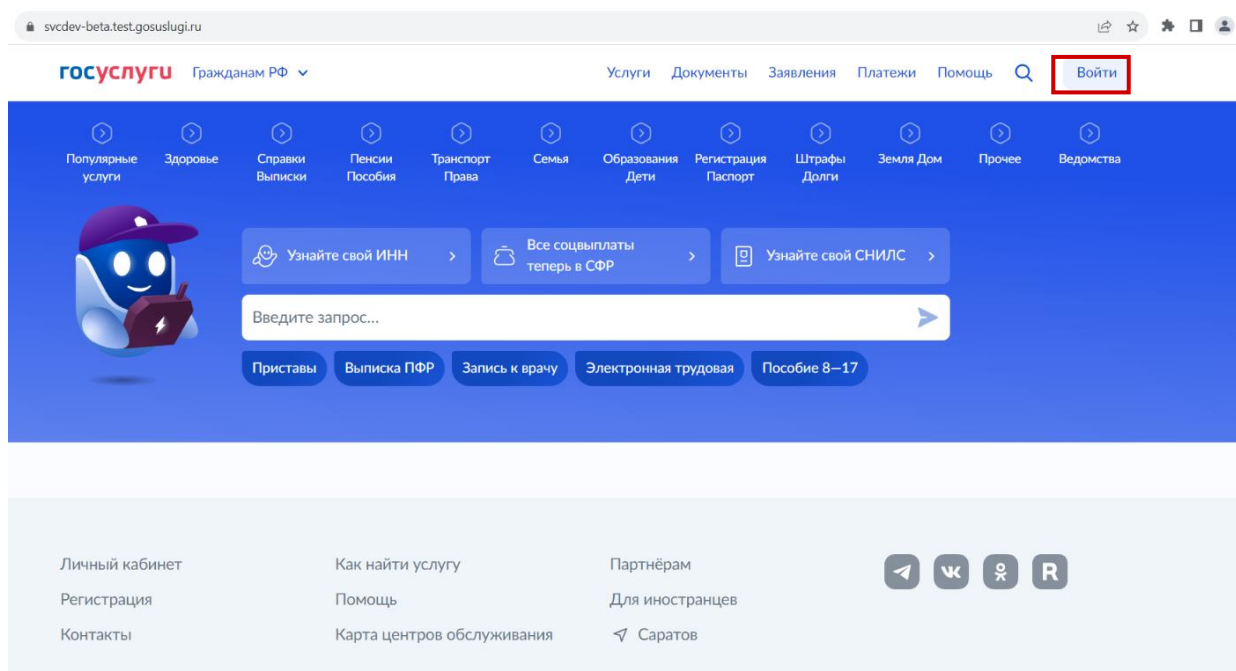 svcdev-beta.test.gosuslugi.ru
госуслуги Гражданам РФ Услуги Документы Заявления Платежи Помощь Войти
Популярные услуги
Здоровье
Справки Выписки
Пенсии Пособия
Транспорт Права
Семья
Образования Дети
Регистрация Паспорт
Штрафы Долги
Земля Дом
Прочее
Ведомства
Узнайте свой ИНН
Все соцвыплаты
теперь в СФР
Узнайте свой СНИЛС
Введите запрос...
Приставы Выписка ПФР Запись к врачу Электронная трудовая Пособие 8—17
Личный кабинет Как найти услугу Партнёрам
Регистрация Помощь Для иностранцев
Контакты Карта центров обслуживания Саратов